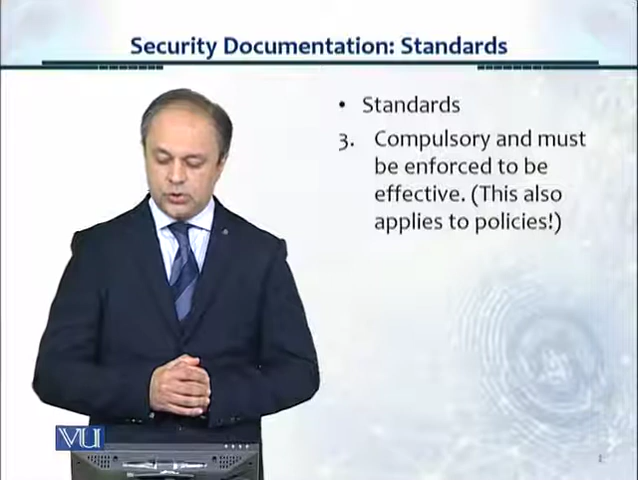 Security Documentation: Standards
• Standards
3. Compulsory and must
be enforced to be
effective. (This also
applies to policies!)
VU